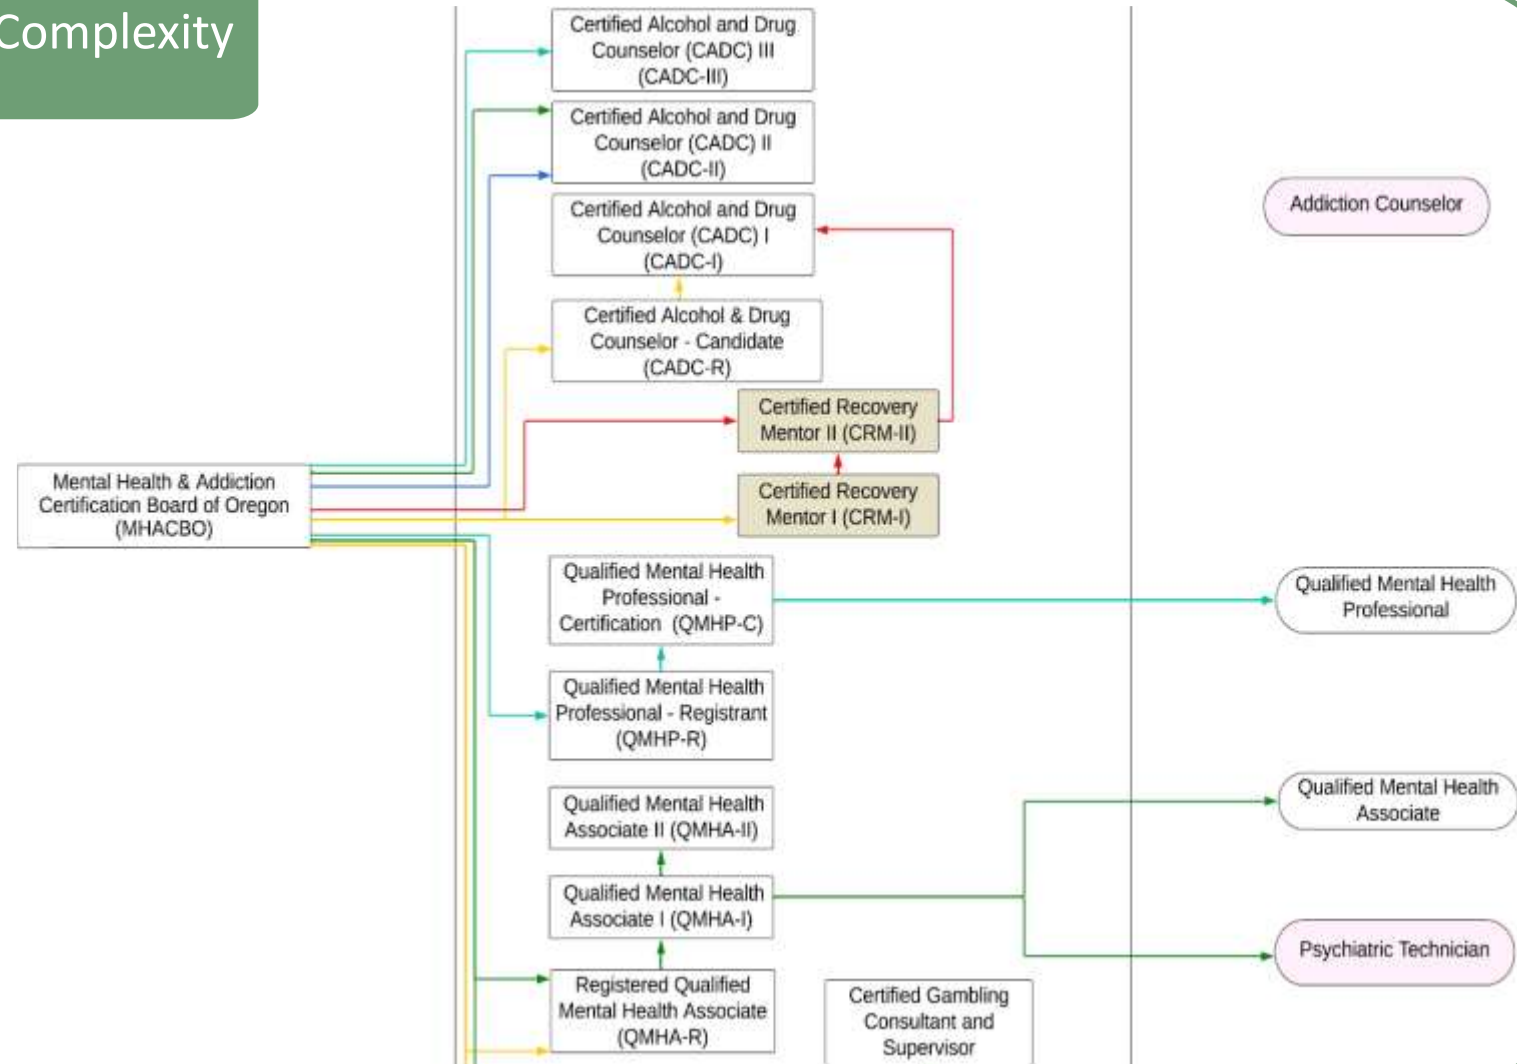 Complexity
Certified Alcohol and Drug
Counselor (CADC) III
(CADC-III)
Certified Alcohol and Drug
Counselor (CADC) II
(CADC-II)
Certified Alcohol and Drug
Counselor (CADC) I
(CADC-I)
Addiction Counselor
Certified Alcohol & Drug
Counselor - Candidate
(CADC-R)
Certified Recovery
Mentor II (CRM-II)
Mental Health & Addiction
Certification Board of Oregon
(MHACBO)
Certified Recovery
Mentor I (CRM-I)
Qualified Mental Health
Professional -
Certification (QMHP-C)
Qualified Mental Health
Professional
Qualified Mental Health
Professional - Registrant
(QMHP-R)
Qualified Mental Health
Associate II (QMHA-II)
Qualified Mental Health
Associate
Qualified Mental Health
Associate I (QMHA-I)
Psychiatric Technician
Registered Qualified
Mental Health Associate
(QMHA-R)
Certified Gambling
Consultant and
Supervisor